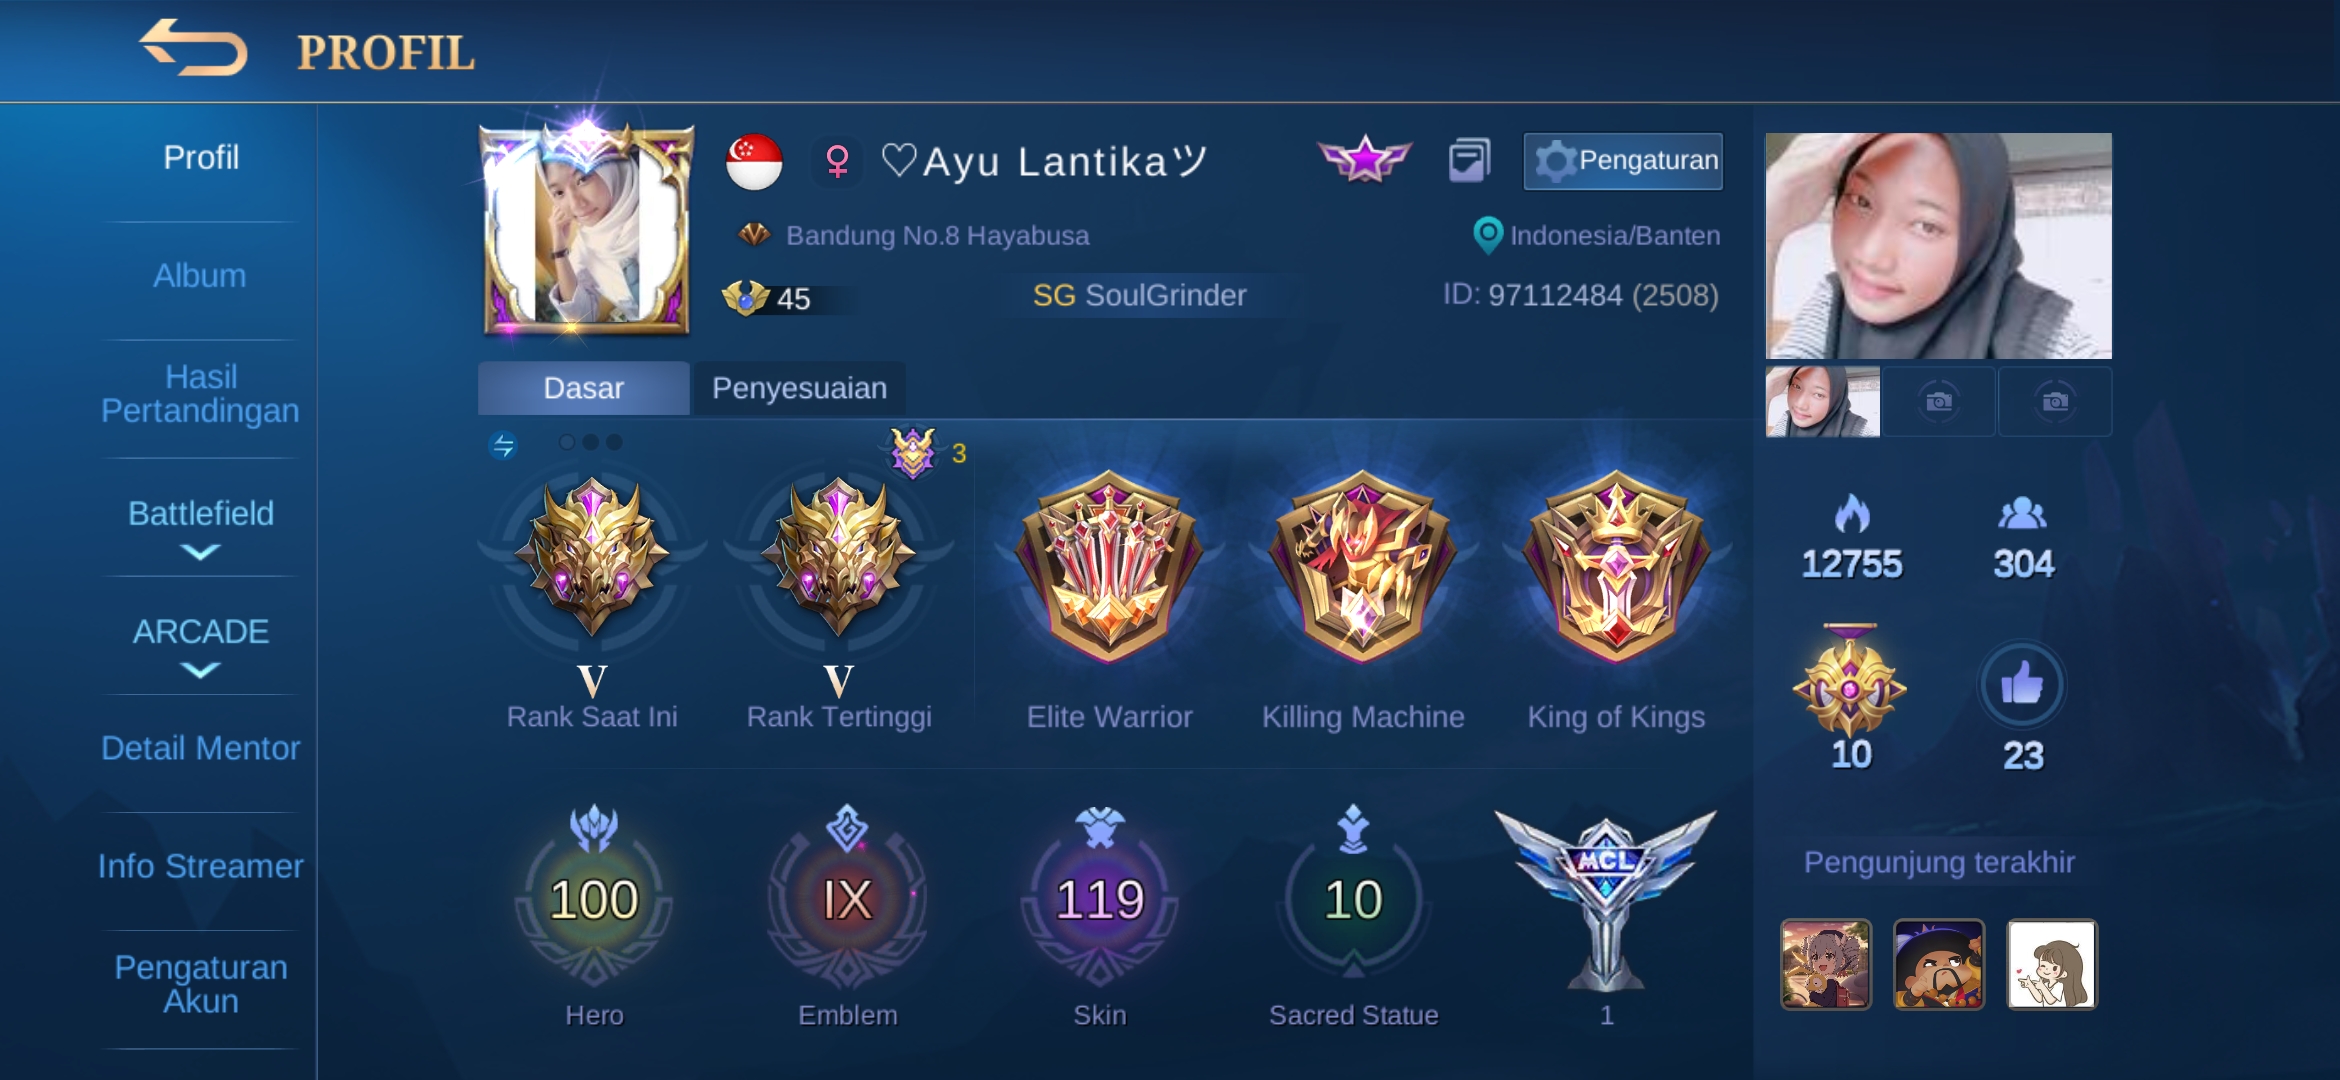 PROFIL
Profil
Album
Hasil
Pertandingan
Battlefield
ARCADE
Detail Mentor
Info Streamer
Pengaturan
Akun
♡Ayu Lantikaツ
Pengaturan
Bandung No.8 Hayabusa
Indonesia/Banten
45
SG SoulGrinder
ID: 97112484 (2508)
Dasar
Penyesuaian
3
V
V
Rank Saat Ini
Rank Tertinggi
Elite Warrior
Killing Machine
King of Kings
100
IX
119
10
MCL
Hero
Emblem
Skin
Sacred Statue
1
12755
304
10
23
Pengunjung terakhir